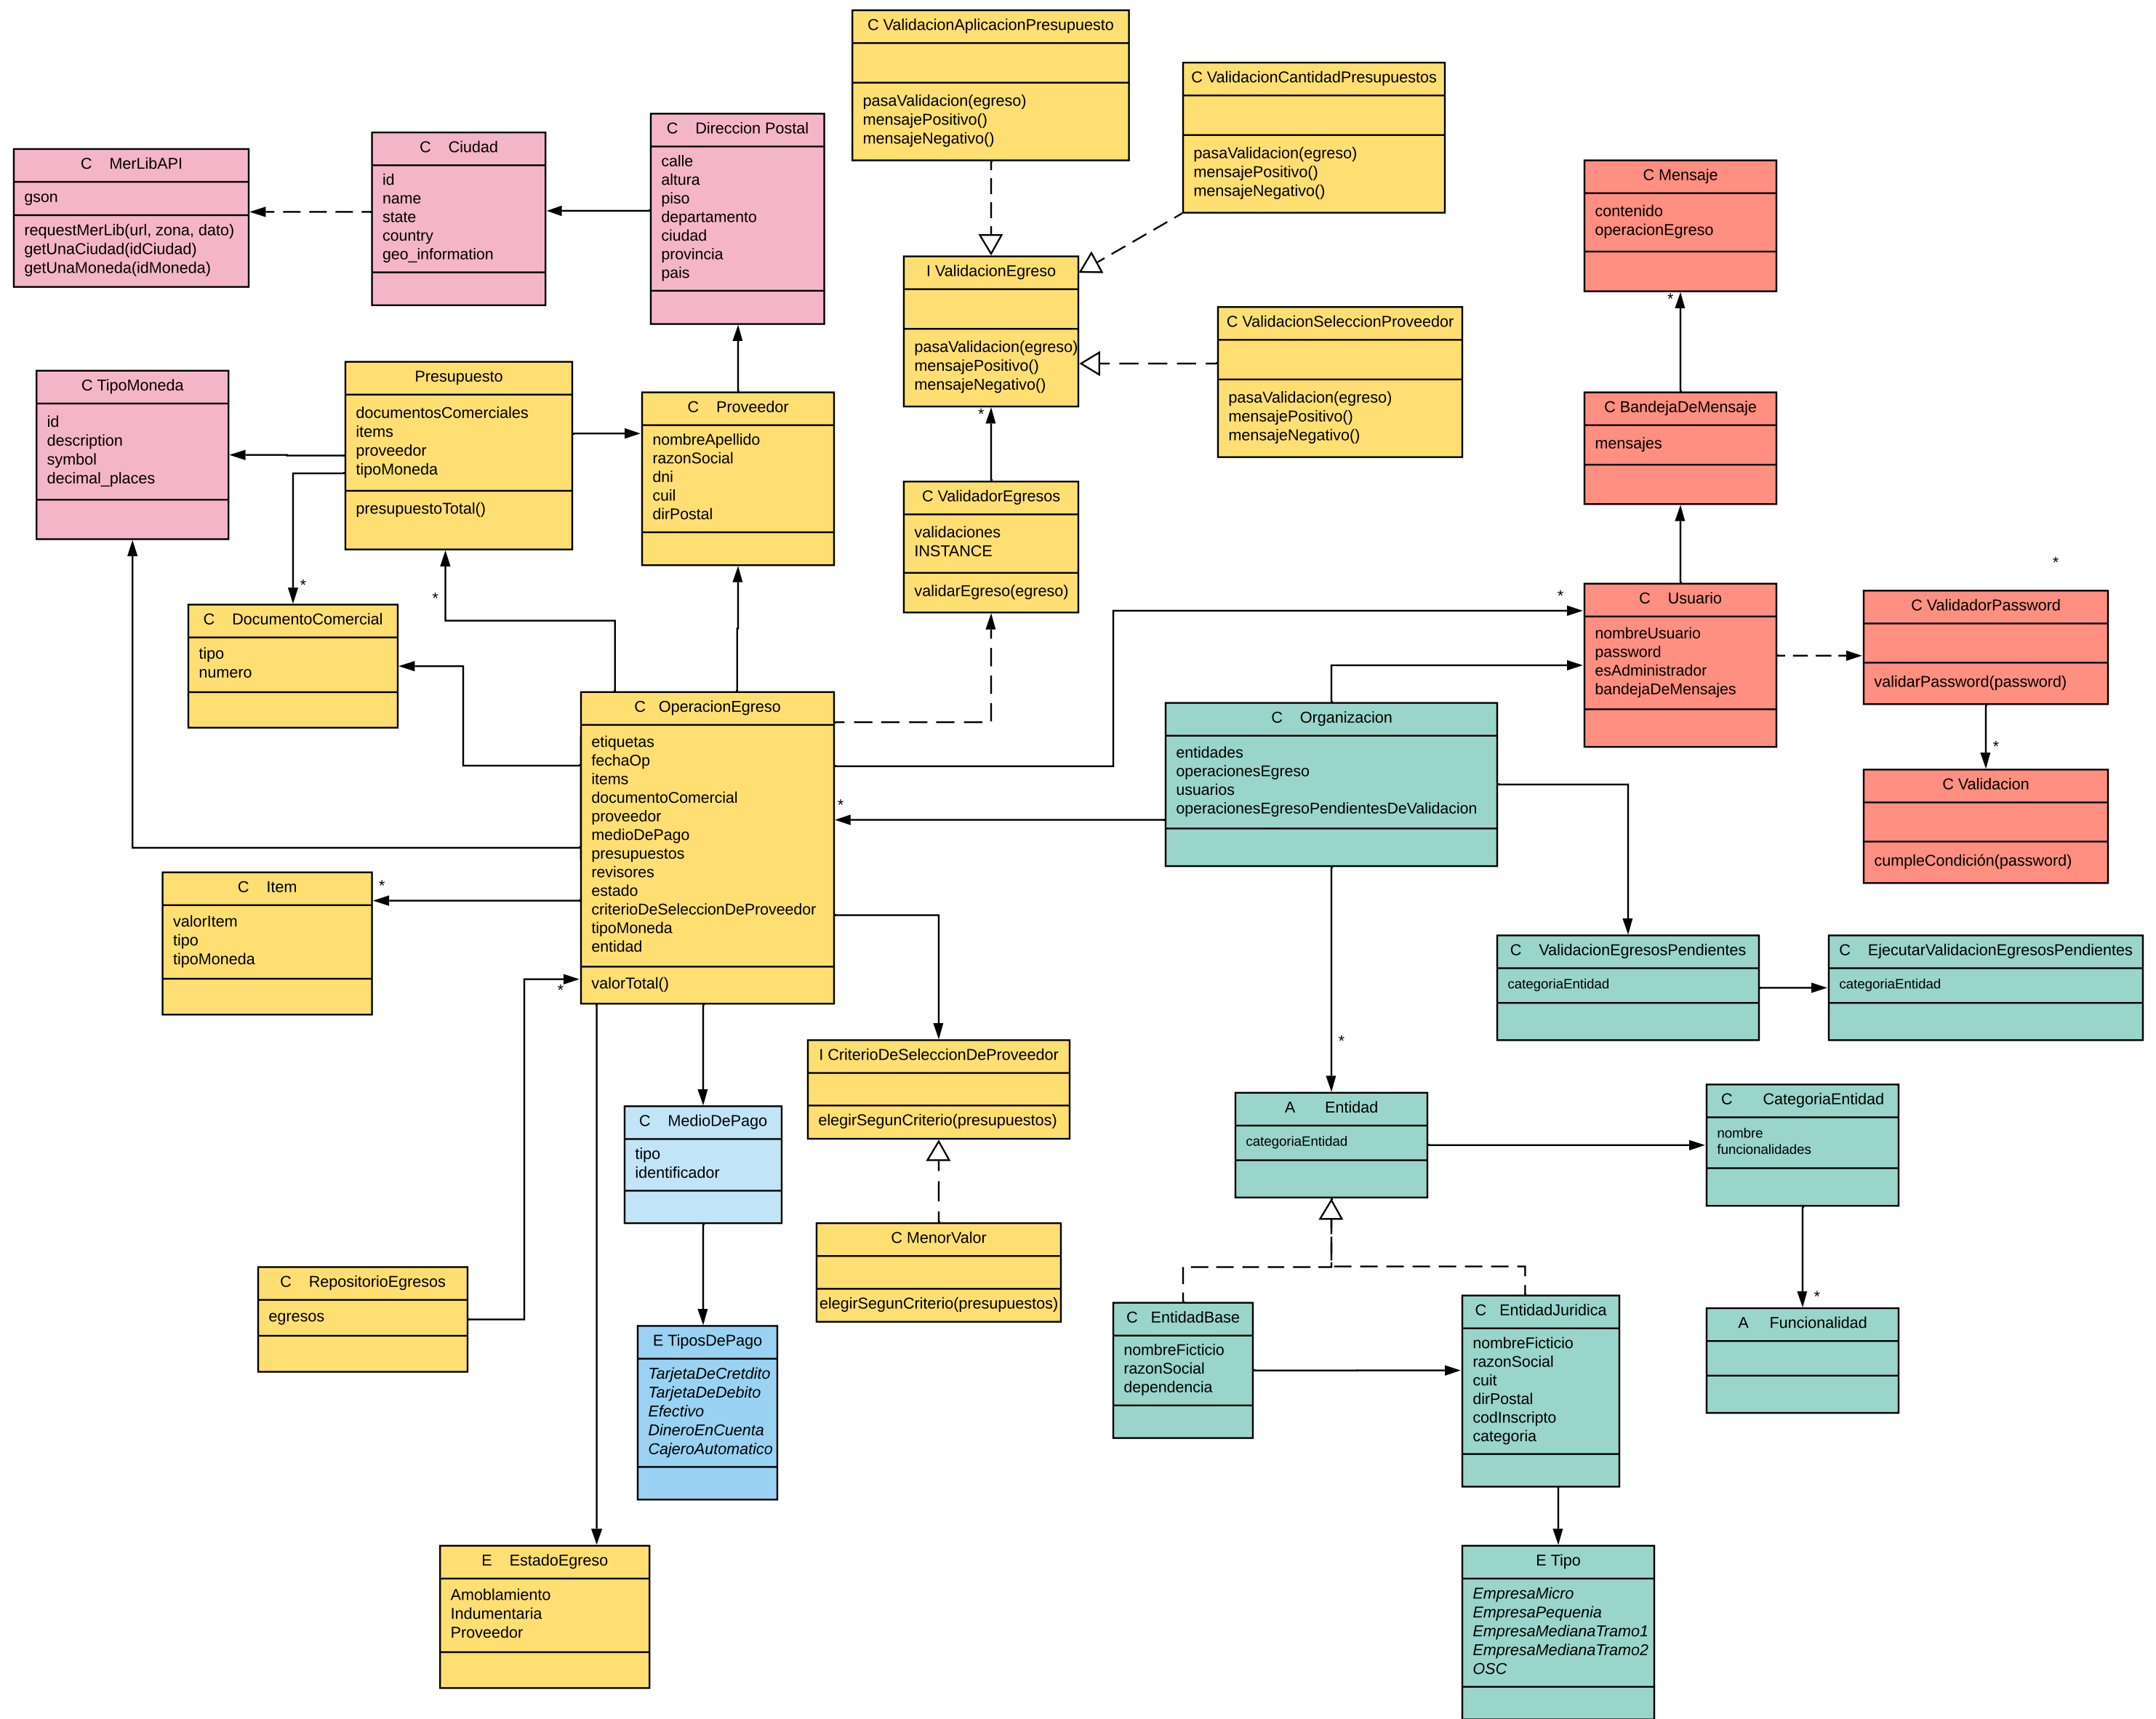 C ValidacionAplicacionPresupuesto
pasaValidacion(egreso)
mensajePositivo()
mensajeNegativo()
C ValidacionCantidadPresupuestos
pasaValidacion(egreso)
mensajePositivo()
mensajeNegativo()
C MerLibAPI
gson
requestMerLib(url, zona, dato)
getUnaCiudad(idCiudad)
getUnaMoneda(idMoneda)
C Ciudad
id
name
state
country
geo_information
C Direccion Postal
calle
altura
piso
departamento
ciudad
provincia
pais
I ValidacionEgreso
pasaValidacion(egreso)
mensajePositivo()
mensajeNegativo()
*
C ValidacionSeleccionProveedor
pasaValidacion(egreso)
mensajePositivo()
mensajeNegativo()
C Mensaje
contenido
operacionEgreso
*
C BandejaDeMensaje
mensajes
C TipoMoneda
id
description
symbol
decimal_places
Presupuesto
documentosComerciales
items
proveedor
tipoMoneda
presupuestoTotal()
*
*
C Proveedor
nombreApellido
razonSocial
dni
cuil
dirPostal
C ValidadorEgresos
validaciones
INSTANCE
validarEgreso(egreso)
*
C Usuario
nombreUsuario
password
esAdministrador
bandejaDeMensajes
*
C ValidadorPassword
validarPassword(password)
*
C Validacion
cumpleCondición(password)
C DocumentoComercial
tipo
numero
C OperacionEgreso
etiquetas
fechaOp
items
documentoComercial
proveedor
medioDePago
presupuestos
revisores
estado
criterioDeSeleccionDeProveedor
tipoMoneda
entidad
valorTotal()
*
*
*
C Organizacion
entidades
operacionesEgreso
usuarios
operacionesEgresoPendientesDeValidacion
C Item
valorItem
tipo
tipoMoneda
C ValidacionEgresosPendientes
categoriaEntidad
C EjecutarValidacionEgresosPendientes
categoriaEntidad
I CriterioDeSeleccionDeProveedor
elegirSegunCriterio(presupuestos)
*
C MedioDePago
tipo
identificador
A Entidad
categoriaEntidad
C CategoriaEntidad
nombre
funcionalidades
*
C MenorValor
elegirSegunCriterio(presupuestos)
C RepositorioEgresos
egresos
E TiposDePago
TarjetaDeCretdito
TarjetaDeDebito
Efectivo
DineroEnCuenta
CajeroAutomatico
C EntidadBase
nombreFicticio
razonSocial
dependencia
C EntidadJuridica
nombreFicticio
razonSocial
cuit
dirPostal
codInscripto
categoria
A Funcionalidad
E EstadoEgreso
Amoblamiento
Indumentaria
Proveedor
E Tipo
EmpresaMicro
EmpresaPequenia
EmpresaMedianaTramo1
EmpresaMedianaTramo2
OSC